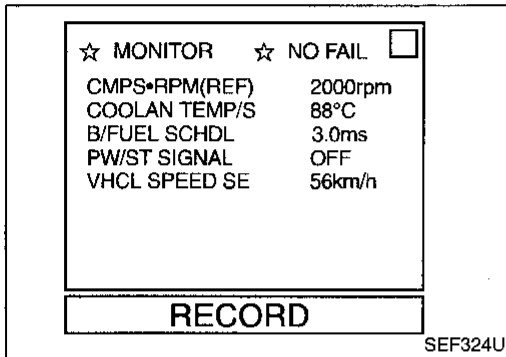 ☆ MONITOR ☆ NO FAIL
CMPS•RPM(REF) 2000rpm
COOLAN TEMP/S 88°C
B/FUEL SCHDL 3.0ms
PW/ST SIGNAL OFF
VHCL SPEED SE 56km/h
RECORD
SEF324U